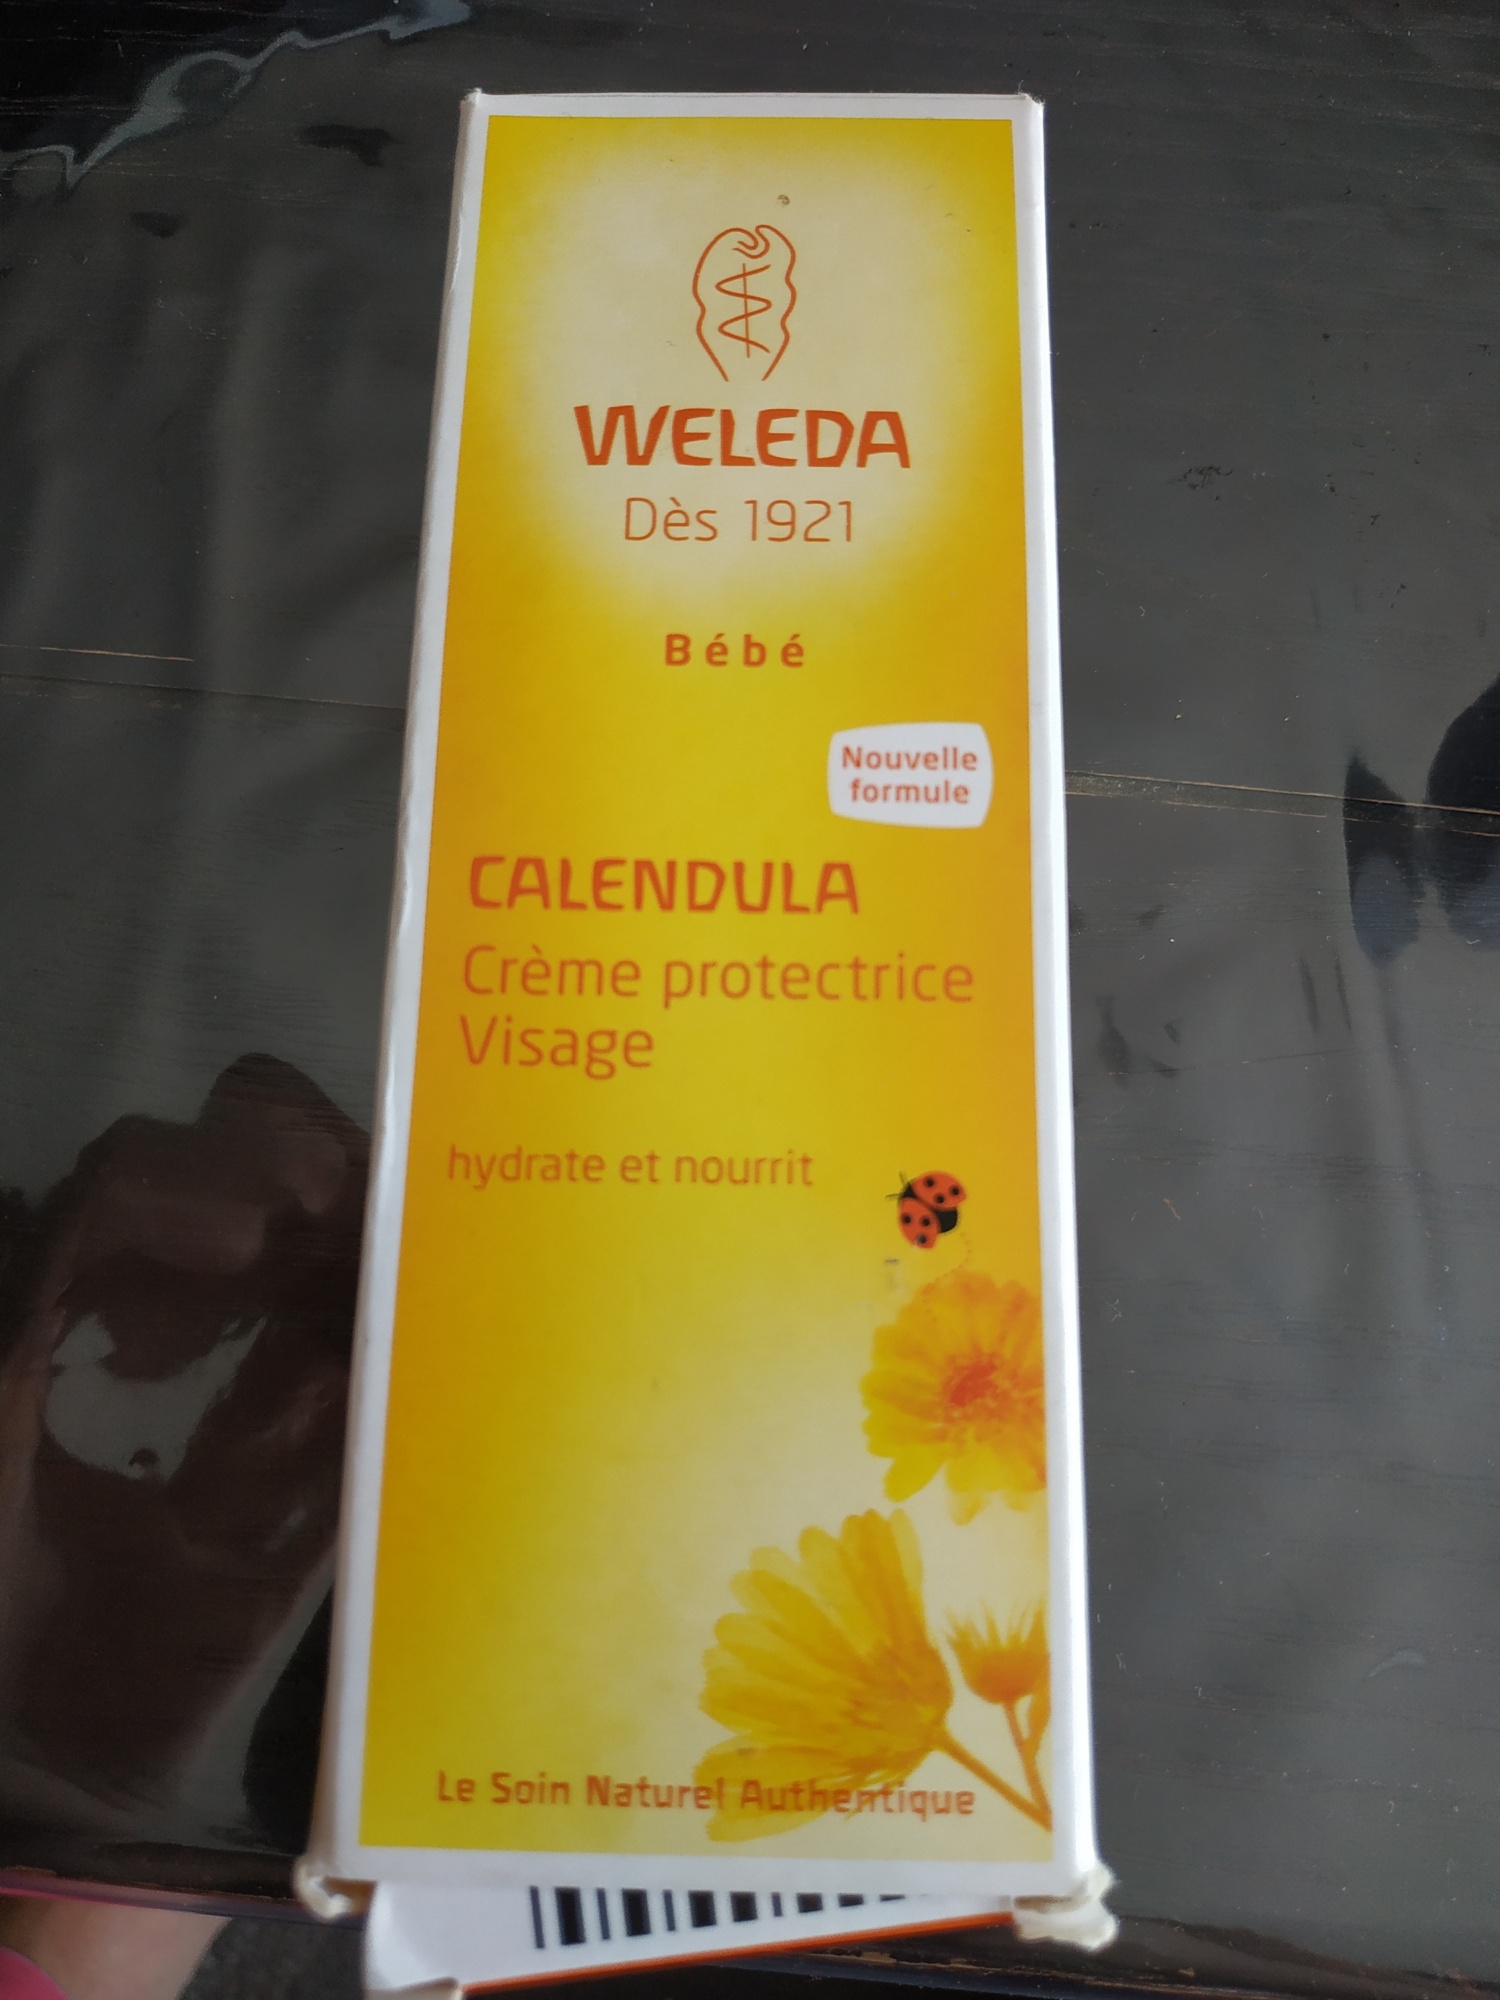 WELEDA
Dès 1921
Bébé
Nouvelle
formule
CALENDULA
Crème protectrice
Visage
hydrate et nourrit
Le Soin Naturel Authentique